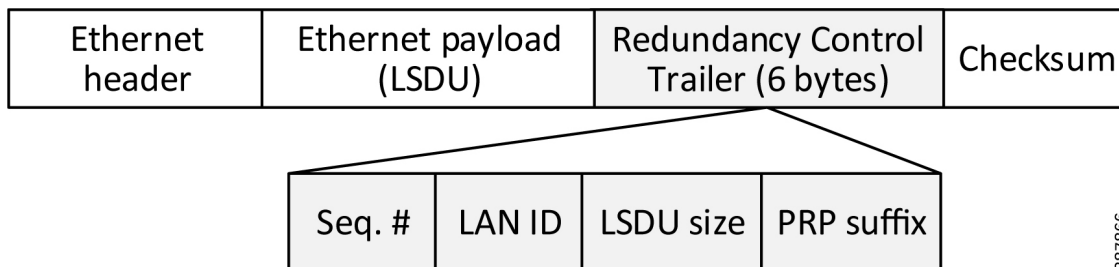 Ethernet header
Ethernet payload (LSDU)
Redundancy Control Trailer (6 bytes)
Checksum
Seq. #
LAN ID
LSDU size
PRP suffix